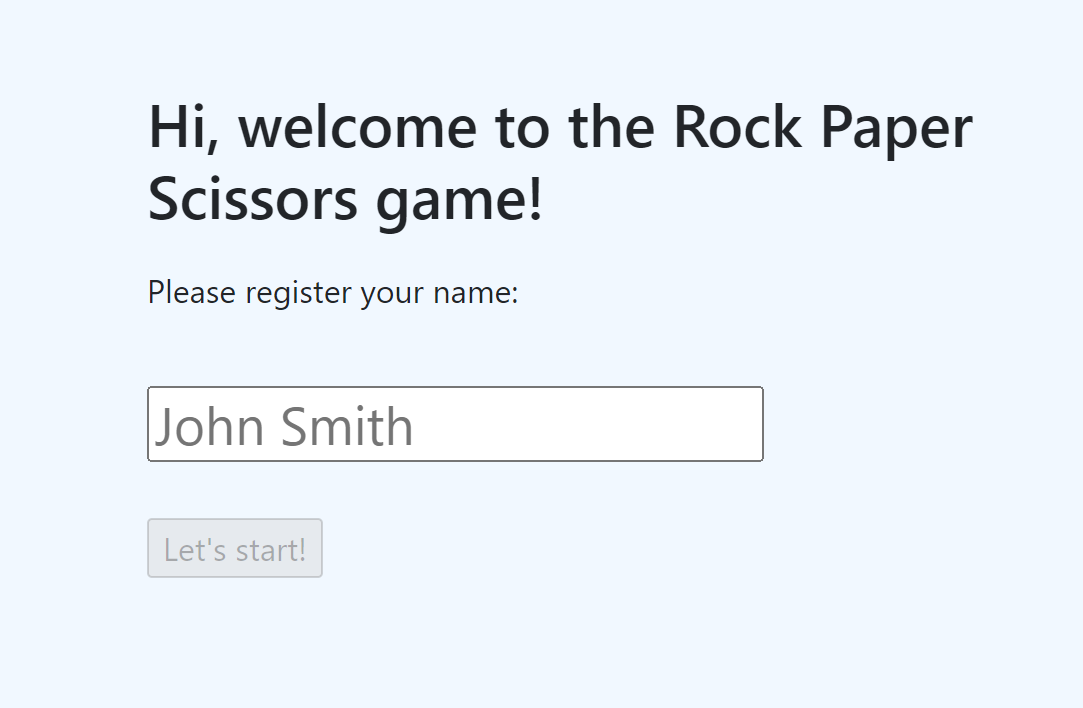 Hi, welcome to the Rock Paper
Scissors game!
Please register your name:
John Smith
Let's start!